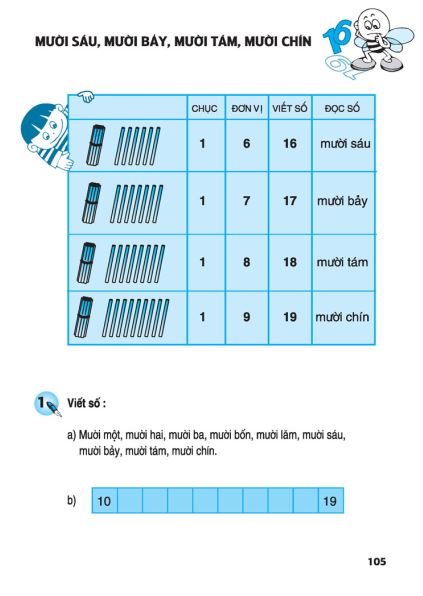 MƯỜI SÁU, MƯỜI BẢY, MƯỜI TÁM, MƯỜI CHÍN
16
CHỤC ĐƠN VỊ VIẾT SỐ ĐỌC SỐ
1 6 16 mười sáu
1 7 17 mười bảy
1 8 18 mười tám
1 9 19 mười chín
1 Viết số :
a) Mười một, mười hai, mười ba, mười bốn, mười lăm, mười sáu,
mười bảy, mười tám, mười chín.
b) 10 19
105